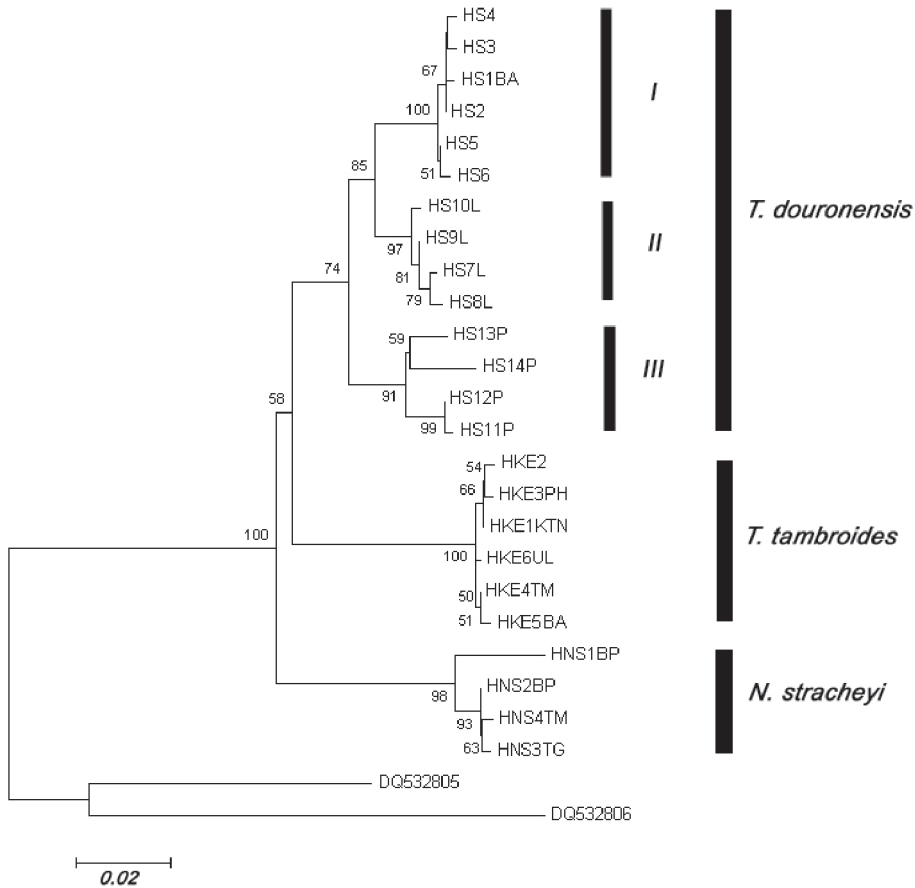 HS4
HS3
67
HS1BA
I
100
HS2
HS5
85
51
HS6
HS10L
T. douronensis
HS9L
97
II
74
81
HS7L
79
HS8L
59
HS13P
HS14P
III
58
91
HS12P
99
HS11P
54
HKE2
66
HKE3PH
HKE1KTN
100
T. tambroides
100
HKE6UL
50
HKE4TM
51
HKE5BA
HNS1BP
98
HNS2BP
N. stracheyi
93
HNS4TM
63
HNS3TG
DQ532805
DQ532806
0.02